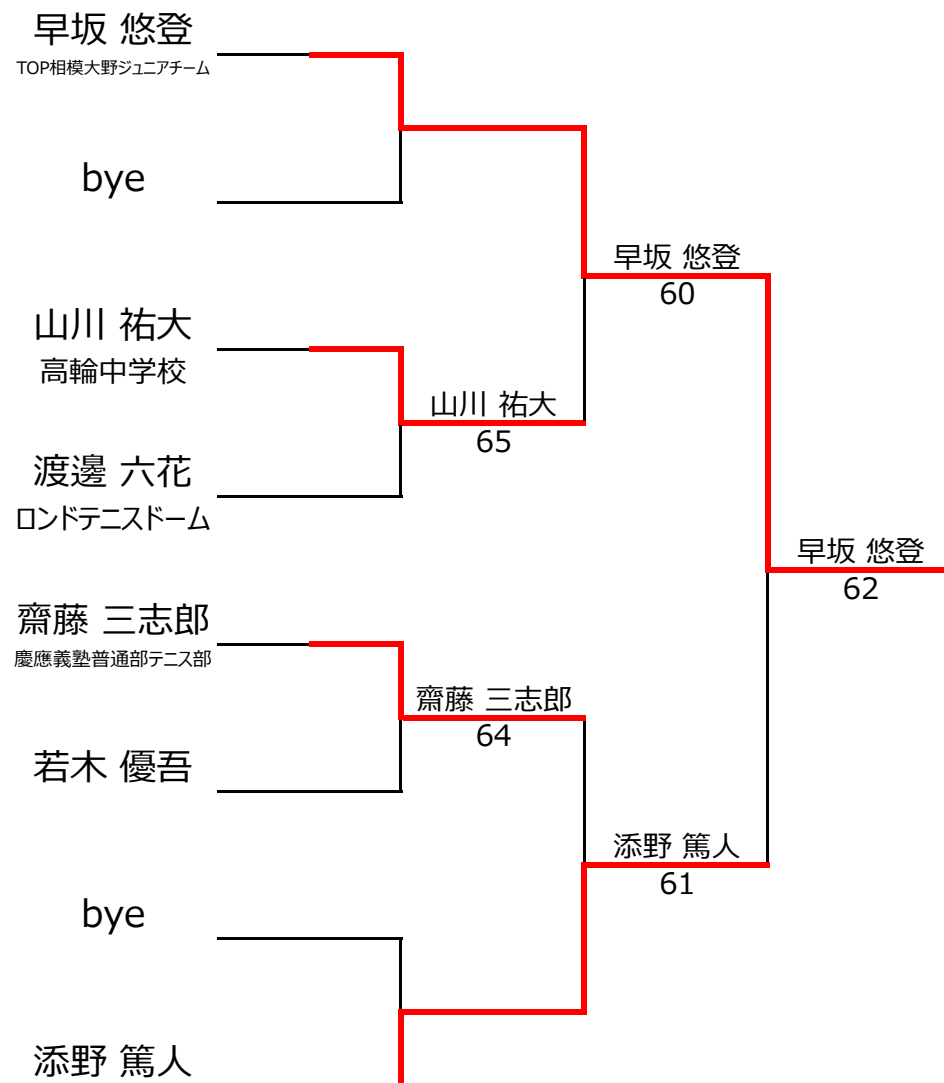 早坂 悠登
TOP相模大野ジュニアチーム
bye
早坂 悠登
60
山川 祐大
高輪中学校
山川 祐大
65
渡邊 六花
ロンドテニスドーム
早坂 悠登
62
齋藤 三志郎
慶應義塾普通部テニス部
齋藤 三志郎
64
若木 優吾
添野 篤人
61
bye
添野 篤人